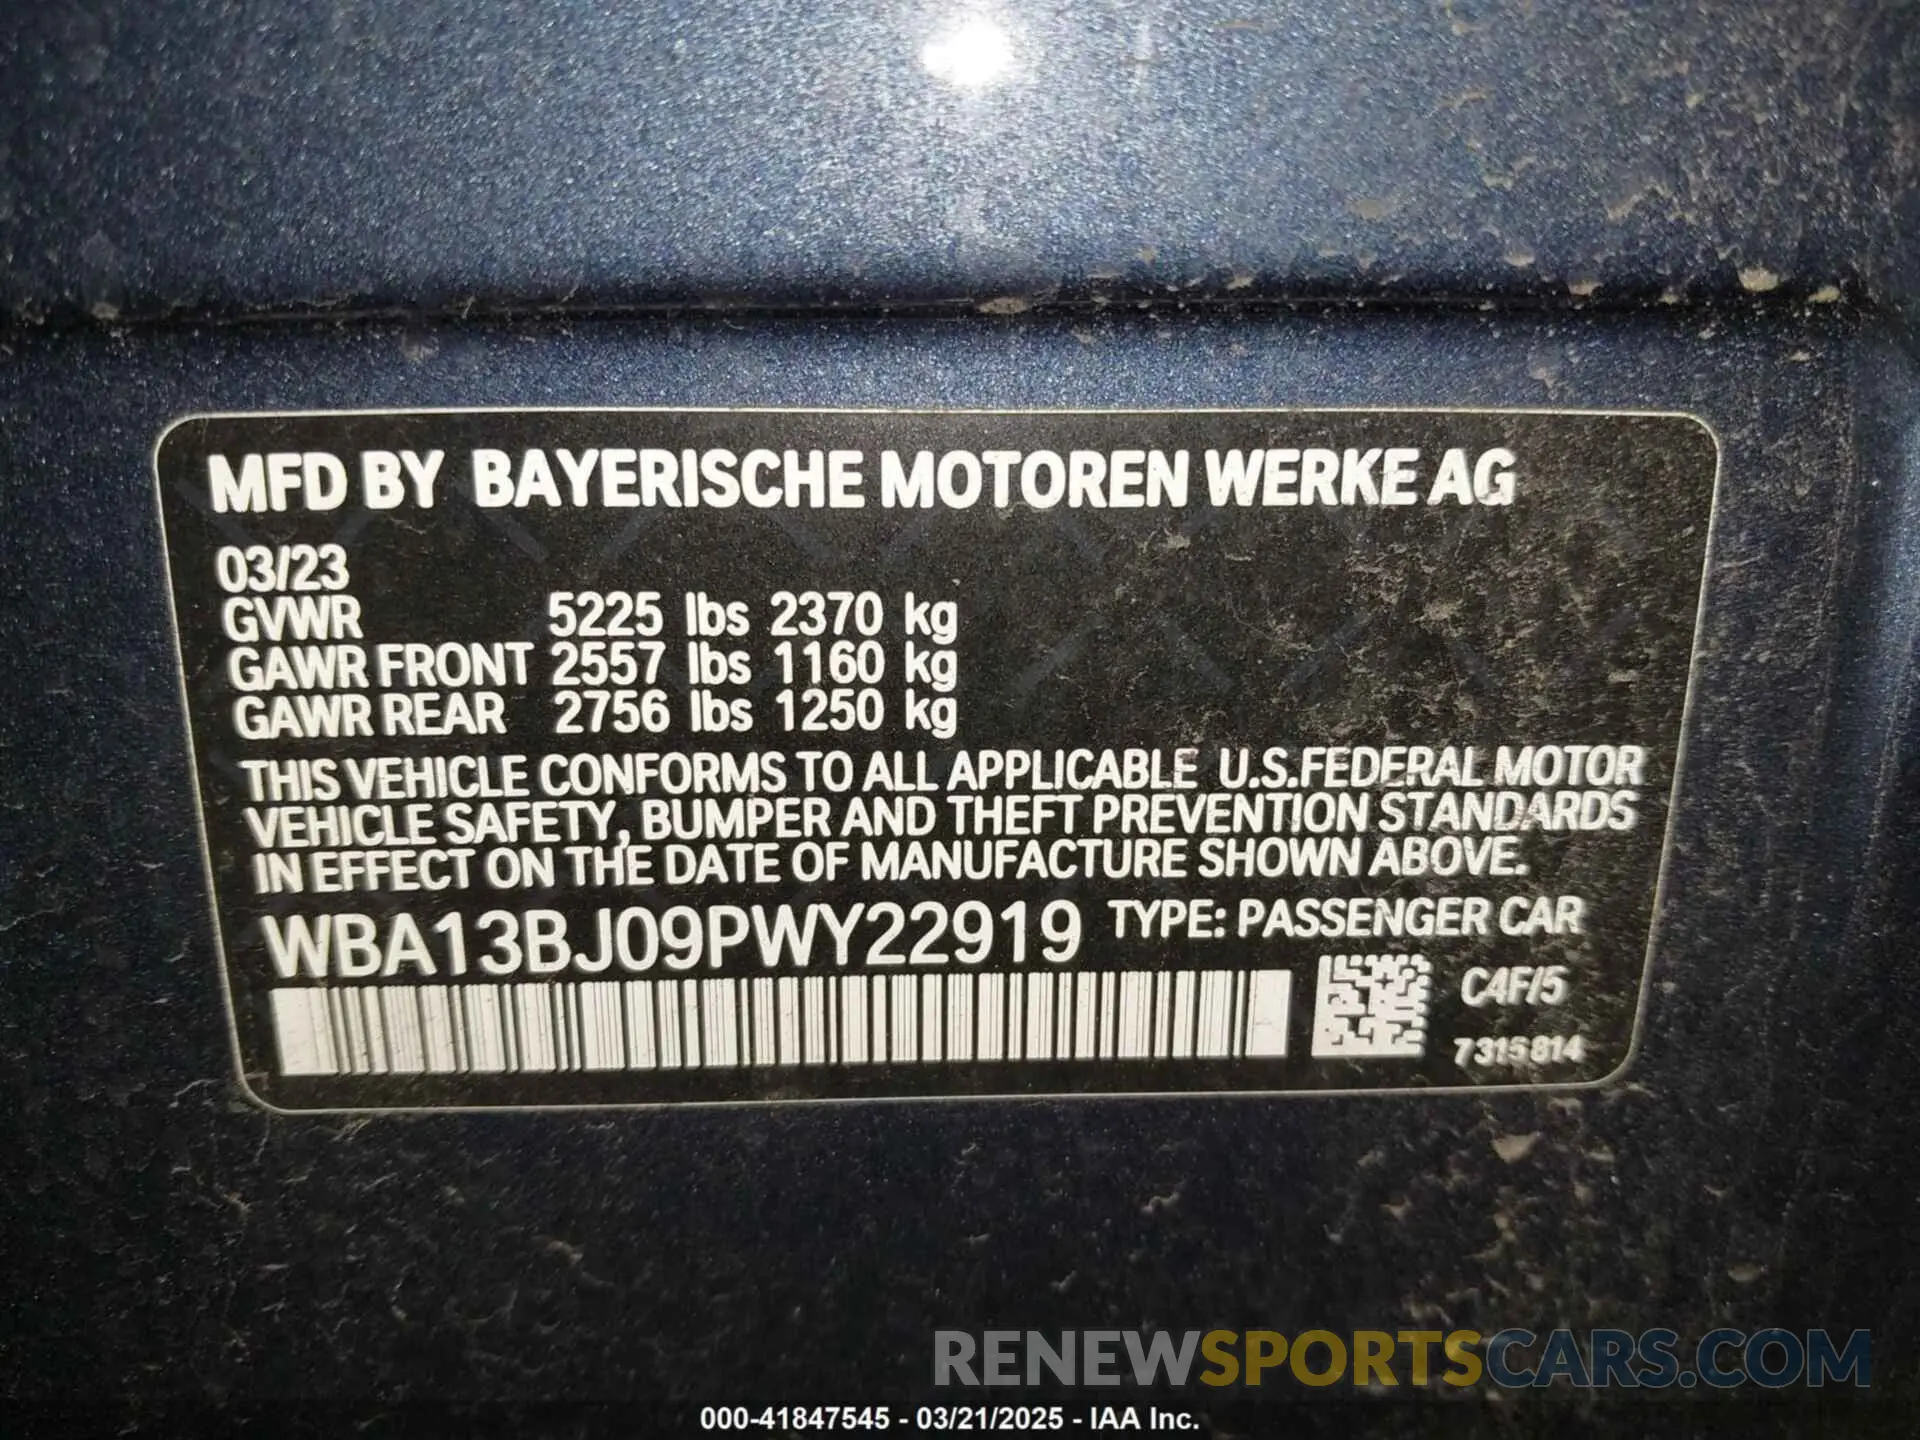 MFD BY BAYERISCHE MOTOREN WERKE AG
03/23
GVWR 5225 lbs 2370 kg
GAWR FRONT 2557 lbs 1160 kg
GAWR REAR 2756 lbs 1250 kg
THIS VEHICLE CONFORMS TO ALL APPLICABLE U.S.FEDERAL MOTOR
VEHICLE SAFETY, BUMPER AND THEFT PREVENTION STANDARDS
IN EFFECT ON THE DATE OF MANUFACTURE SHOWN ABOVE.
WBA13BJ09PWY22919 TYPE: PASSENGER CAR
C4F/5
7315814
RENEWSPORTSCARS.COM
000-41847545 - 03/21/2025 - IAA Inc.